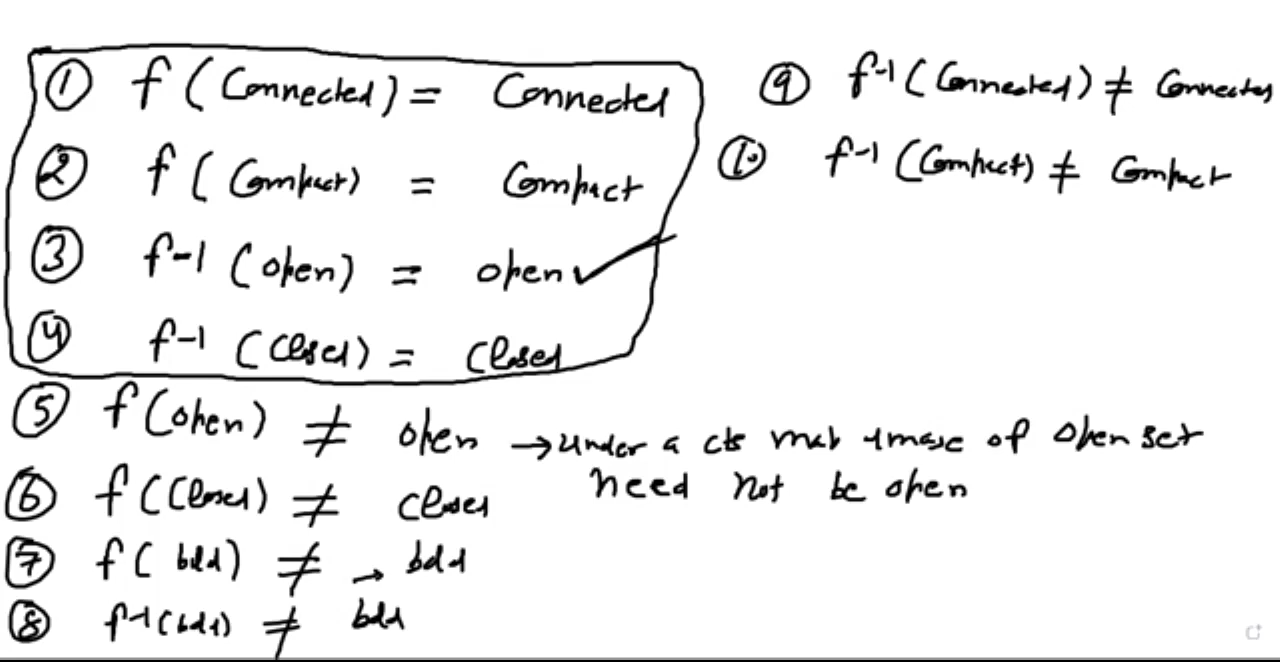 ① f (Connected) = Connected
② f (Compact) = Compact
③ f-1 (open) = open ✓
④ f-1 (closed) = closed
⑤ f (open) ≠ open → under a cts map image of open set
need not be open
⑥ f (closed) ≠ closed
⑦ f ( bdd ) ≠ → bdd
⑧ f-1 (bdd) ≠ bdd
⑨ f-1 (Connected) ≠ Connected
⑩ f-1 (Compact) ≠ Compact